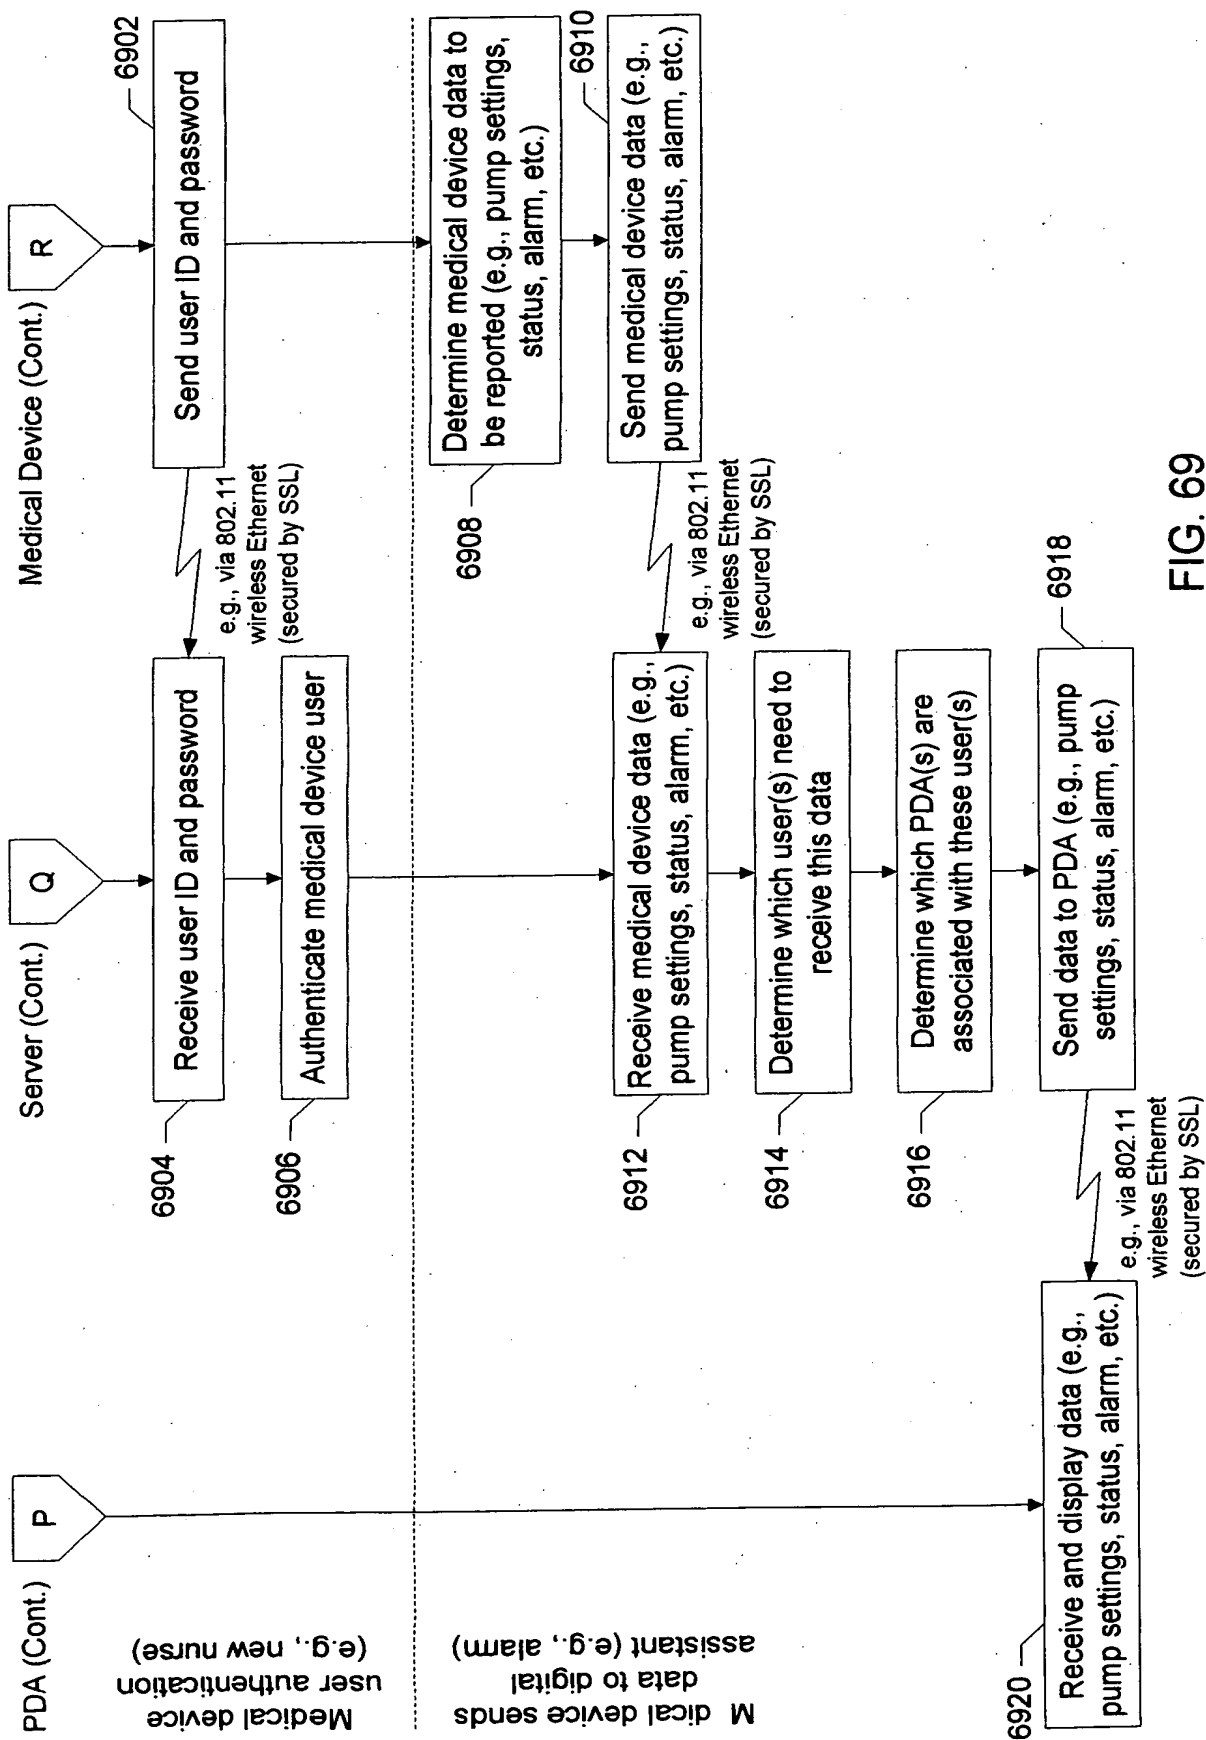 PDA (Cont.)
Server (Cont.)
Medical Device (Cont.)
P
Q
R
Medical device
user authentication
(e.g., new nurse)
6902
Send user ID and password
e.g., via 802.11
wireless Ethernet
(secured by SSL)
6904
Receive user ID and password
6906
Authenticate medical device user
M dical device sends
data to digital
assistant (e.g., alarm)
6908
Determine medical device data to
be reported (e.g., pump settings,
status, alarm, etc.)
6910
Send medical device data (e.g.,
pump settings, status, alarm, etc.)
e.g., via 802.11
wireless Ethernet
(secured by SSL)
6912
Receive medical device data (e.g.,
pump settings, status, alarm, etc.)
6914
Determine which user(s) need to
receive this data
6916
Determine which PDA(s) are
associated with these user(s)
6918
Send data to PDA (e.g., pump
settings, status, alarm, etc.)
e.g., via 802.11
wireless Ethernet
(secured by SSL)
6920
Receive and display data (e.g.,
pump settings, status, alarm, etc.)
FIG. 69